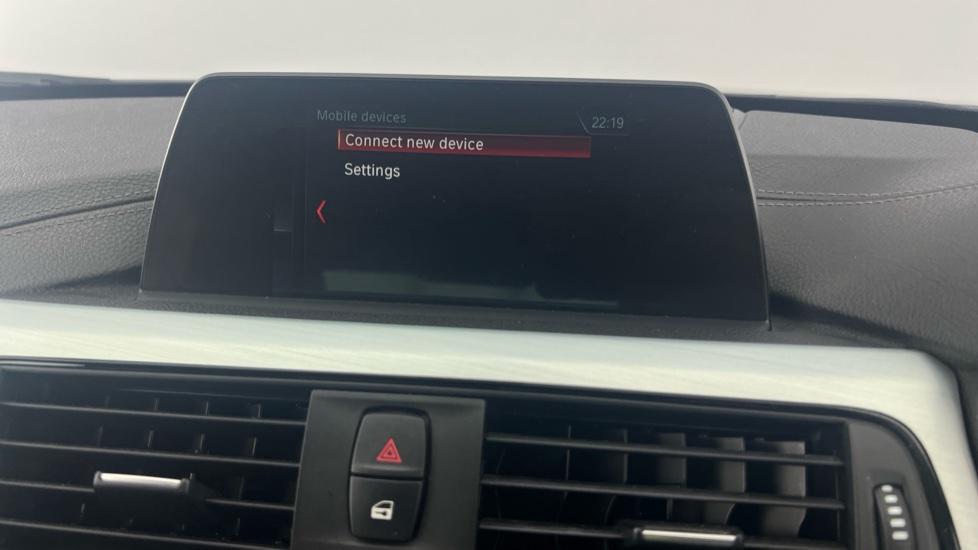 Mobile devices
22:19
Connect new device
Settings